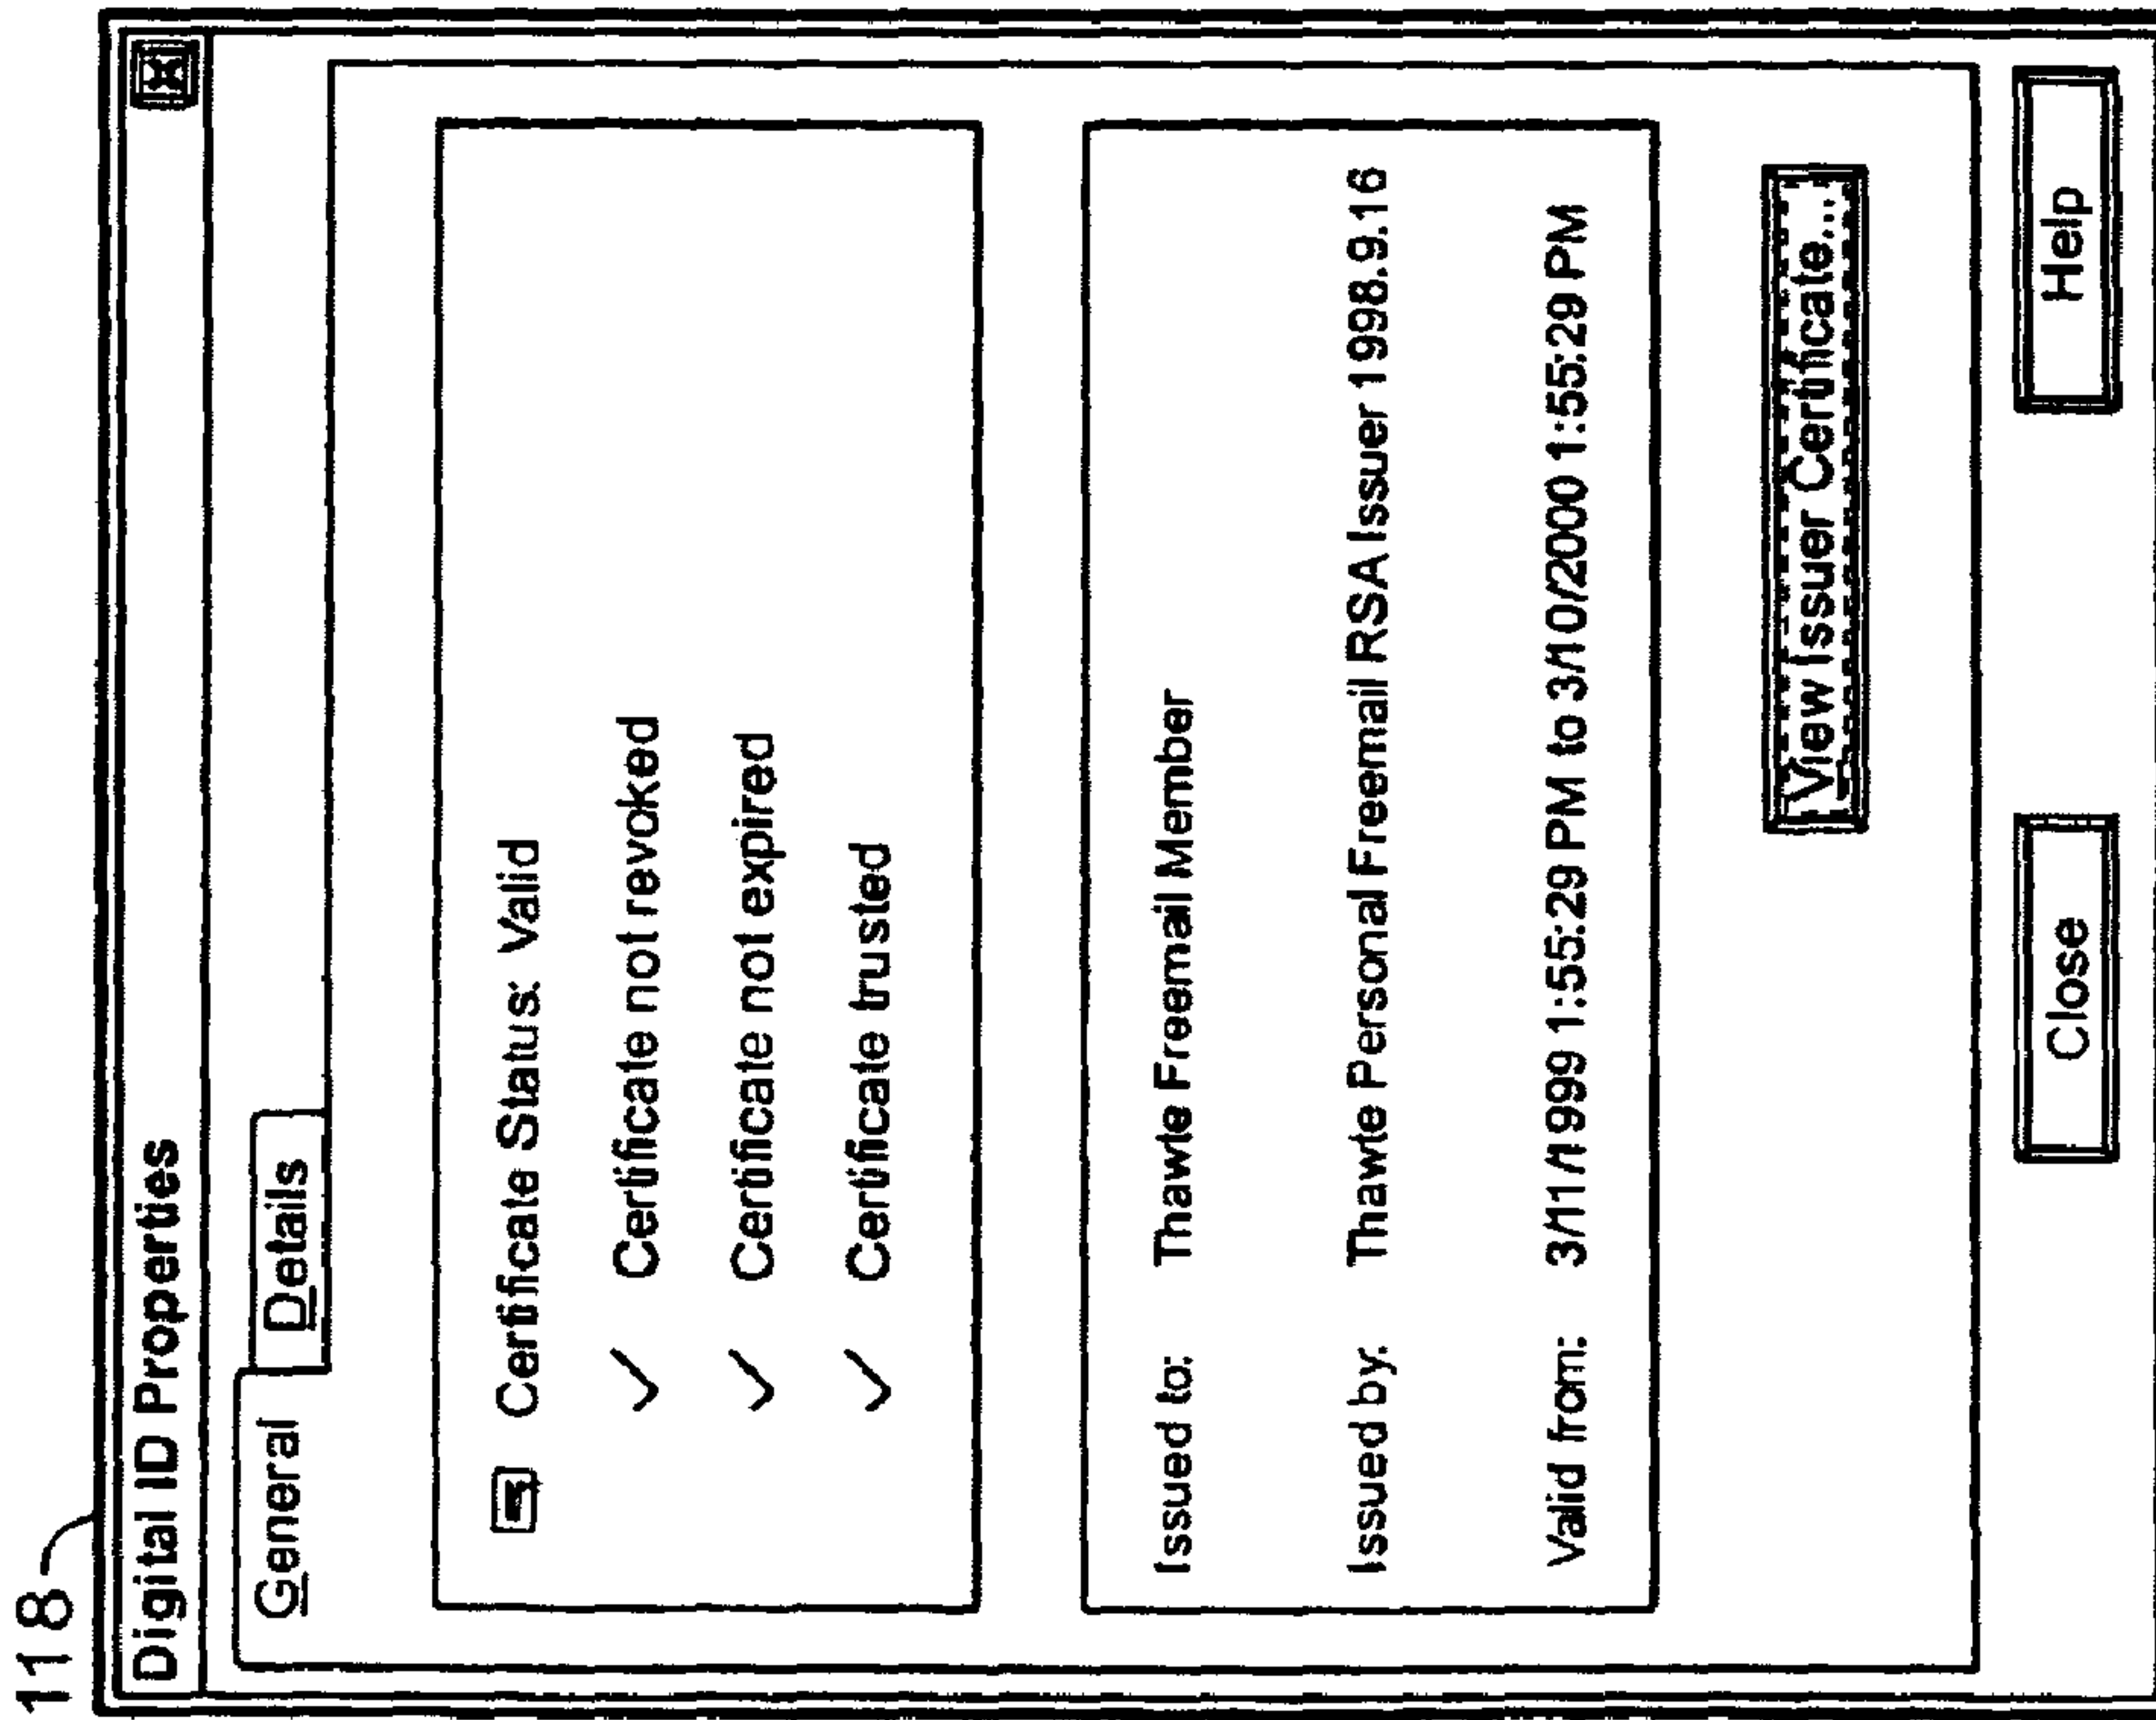 118
Digital ID Properties
General Details
Certificate Status: Valid
Certificate not revoked
Certificate not expired
Certificate trusted
Issued to: Thawte Freemail Member
Issued by: Thawte Personal Freemail RSA Issuer 1998.9.16
Valid from: 3/11/1999 1:55:29 PM to 3/10/2000 1:55:29 PM
View Issuer Certificate...
Close Help